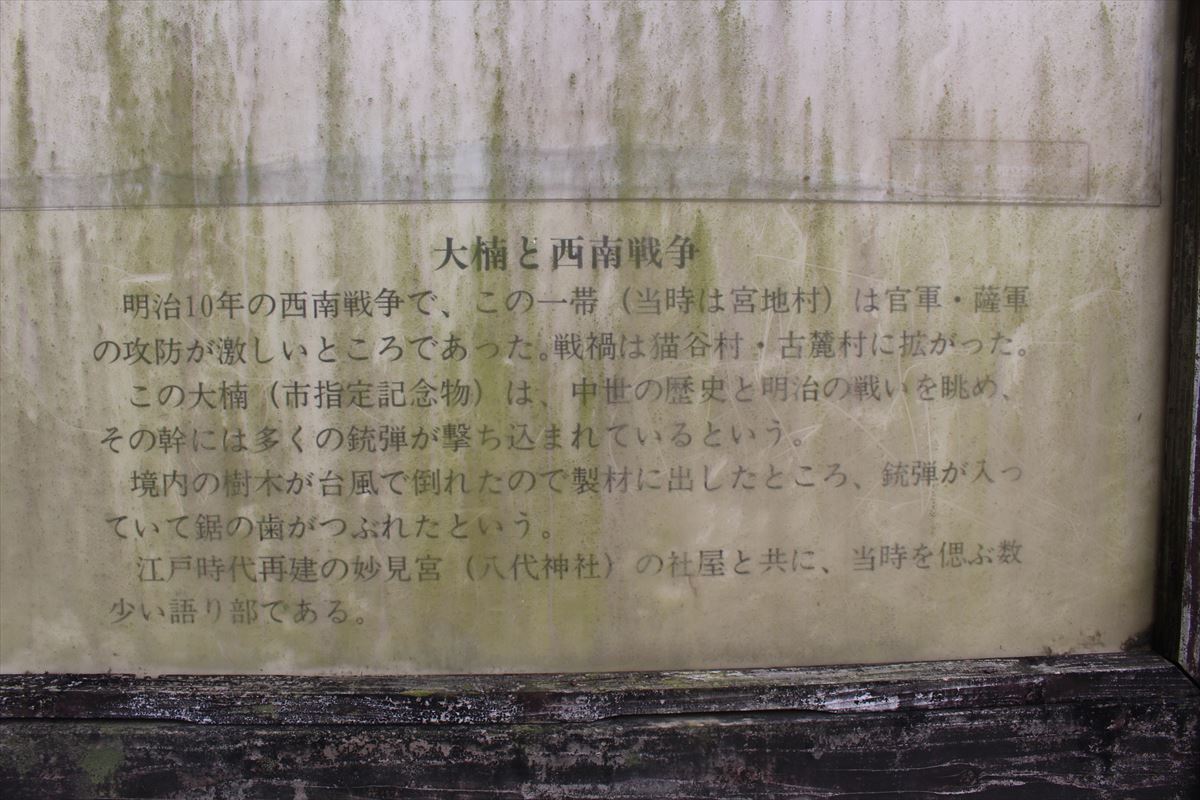 大楠と西南戦争
明治10年の西南戦争で、この一帯（当時は宮地村）は官軍・薩軍
の攻防が激しいところであった。戦禍は猫谷村・古麓村に拡がった。
この大楠（市指定記念物）は、中世の歴史と明治の戦いを眺め、
その幹には多くの銃弾が撃ち込まれているという。
境内の樹木が台風で倒れたので製材に出したところ、銃弾が入っ
ていて鋸の歯がつぶれたという。
江戸時代再建の妙見宮（八代神社）の社屋と共に、当時を偲ぶ数
少い語り部である。